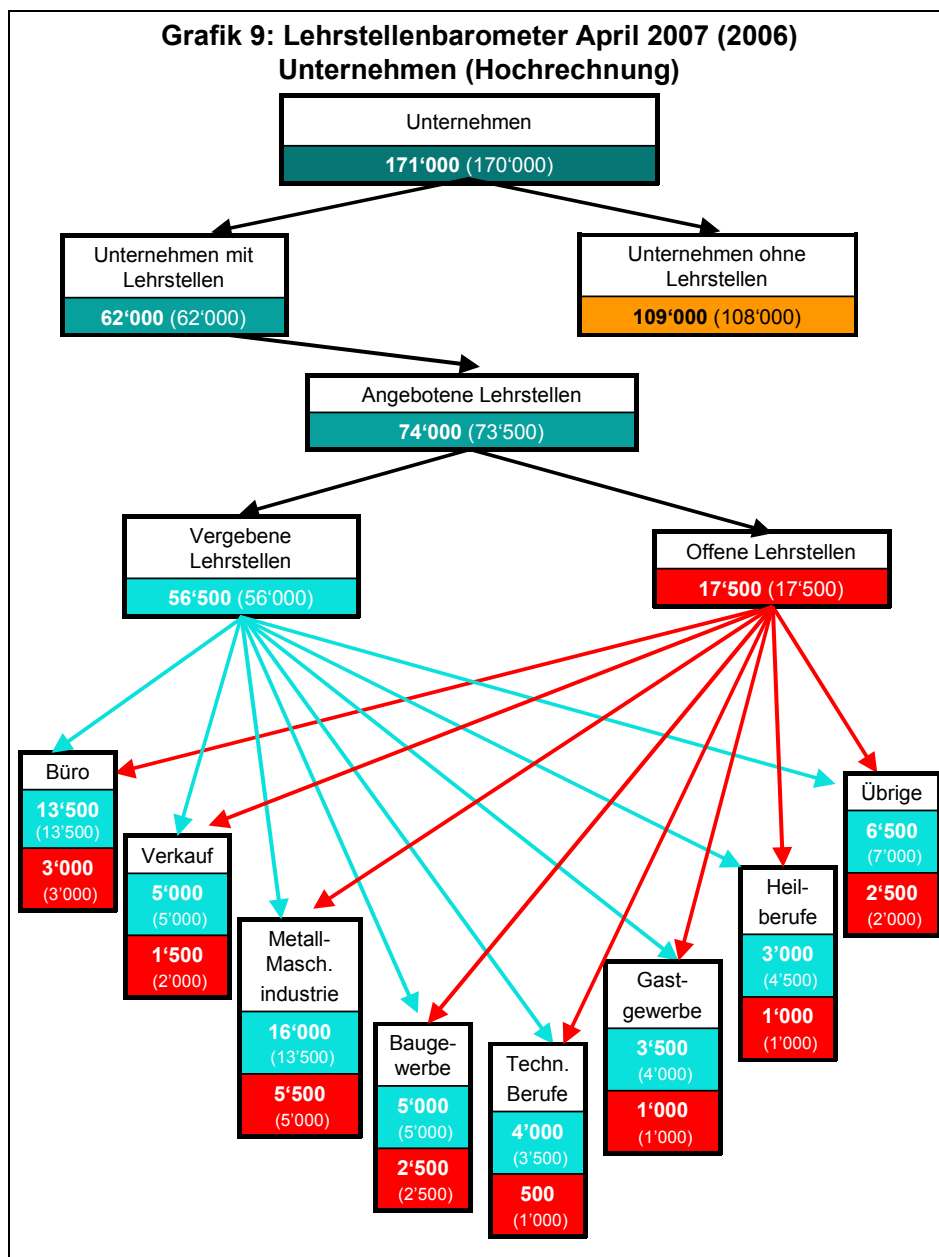 Grafik 9: Lehrstellenbarometer April 2007 (2006)
Unternehmen (Hochrechnung)
Unternehmen
171‘000 (170‘000)
Unternehmen mit
Lehrstellen
62‘000 (62‘000)
Unternehmen ohne
Lehrstellen
109‘000 (108‘000)
Angebotene Lehrstellen
74‘000 (73‘500)
Vergebene
Lehrstellen
56‘500 (56‘000)
Offene Lehrstellen
17‘500 (17‘500)
Büro
13‘500
(13‘500)
3‘000
(3‘000)
Verkauf
5‘000
(5‘000)
1‘500
(2‘000)
Metall-
Masch.
industrie
16‘000
(13’500)
5‘500
(5‘000)
Bauge-
werbe
5‘000
(5‘000)
2‘500
(2‘500)
Techn.
Berufe
4’000
(3‘500)
500
(1‘000)
Gast-
gewerbe
3‘500
(4‘000)
1‘000
(1‘000)
Heil-
berufe
3‘000
(4‘500)
1‘000
(1‘000)
Übrige
6‘500
(7‘000)
2‘500
(2‘000)